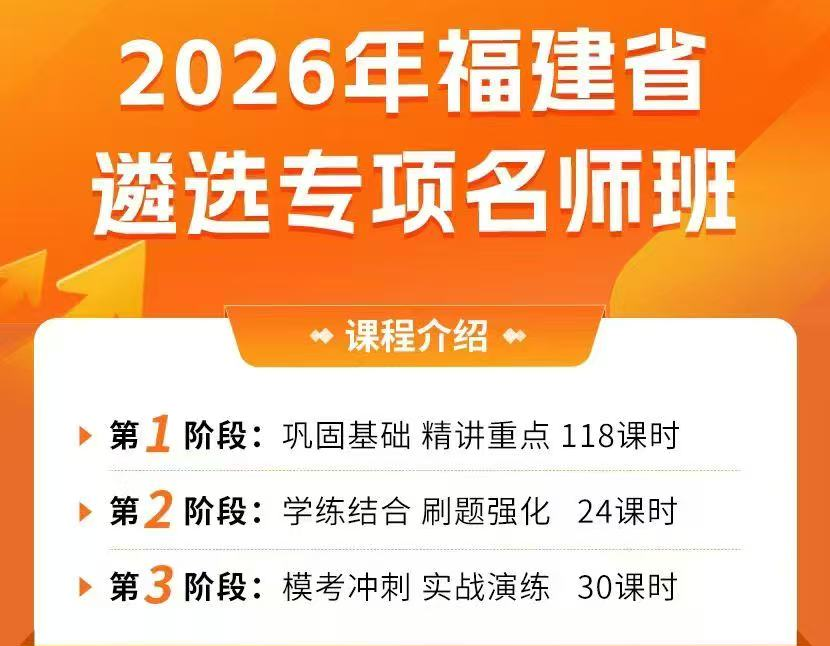 2026年福建省
遴选专项名师班
课程介绍
第1阶段：巩固基础 精讲重点 118课时
第2阶段：学练结合 刷题强化 24课时
第3阶段：模考冲刺 实战演练 30课时